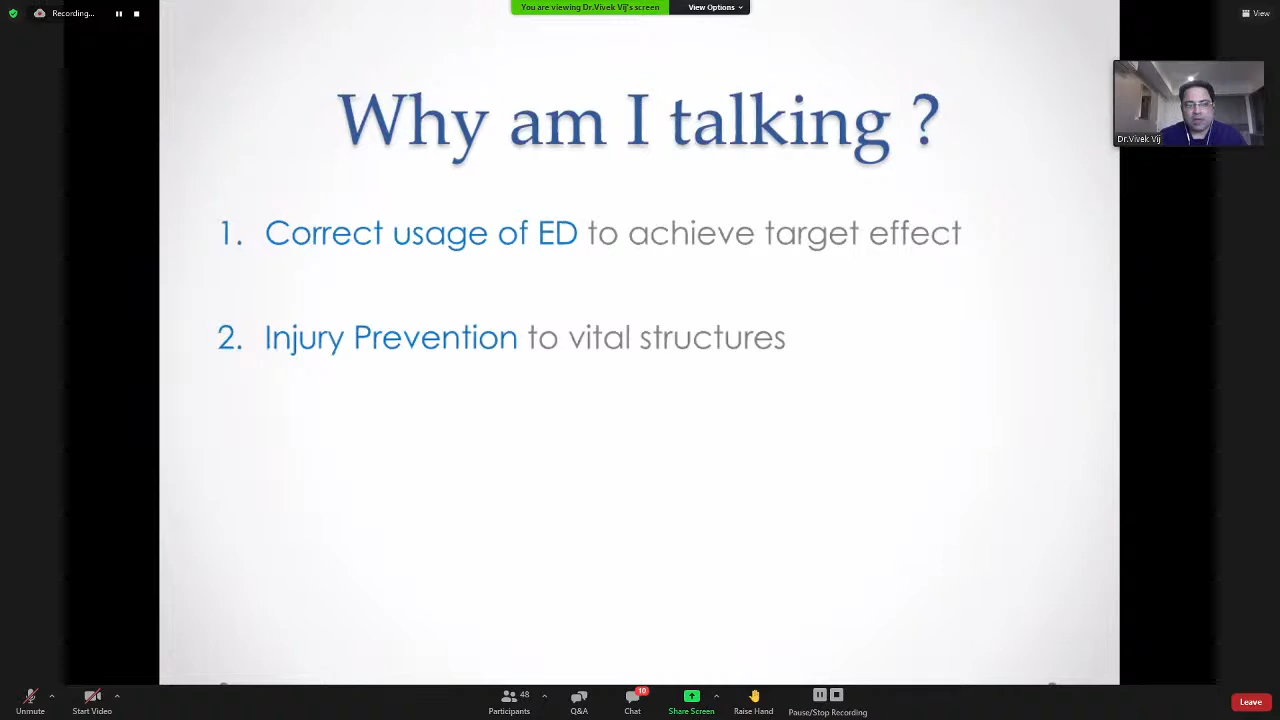 Recording...
You are viewing Dr.Vivek Vij's screen
View Options
View
Why am I talking ?
Dr.Vivek Vij
1. Correct usage of ED to achieve target effect
2. Injury Prevention to vital structures
Unmute
Start Video
48
Participants
Q&A
10
Chat
Share Screen
Raise Hand
Pause/Stop Recording
Leave